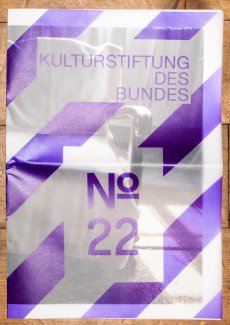 KULTURSTIFTUNG
DES
BUNDES
Nº
22